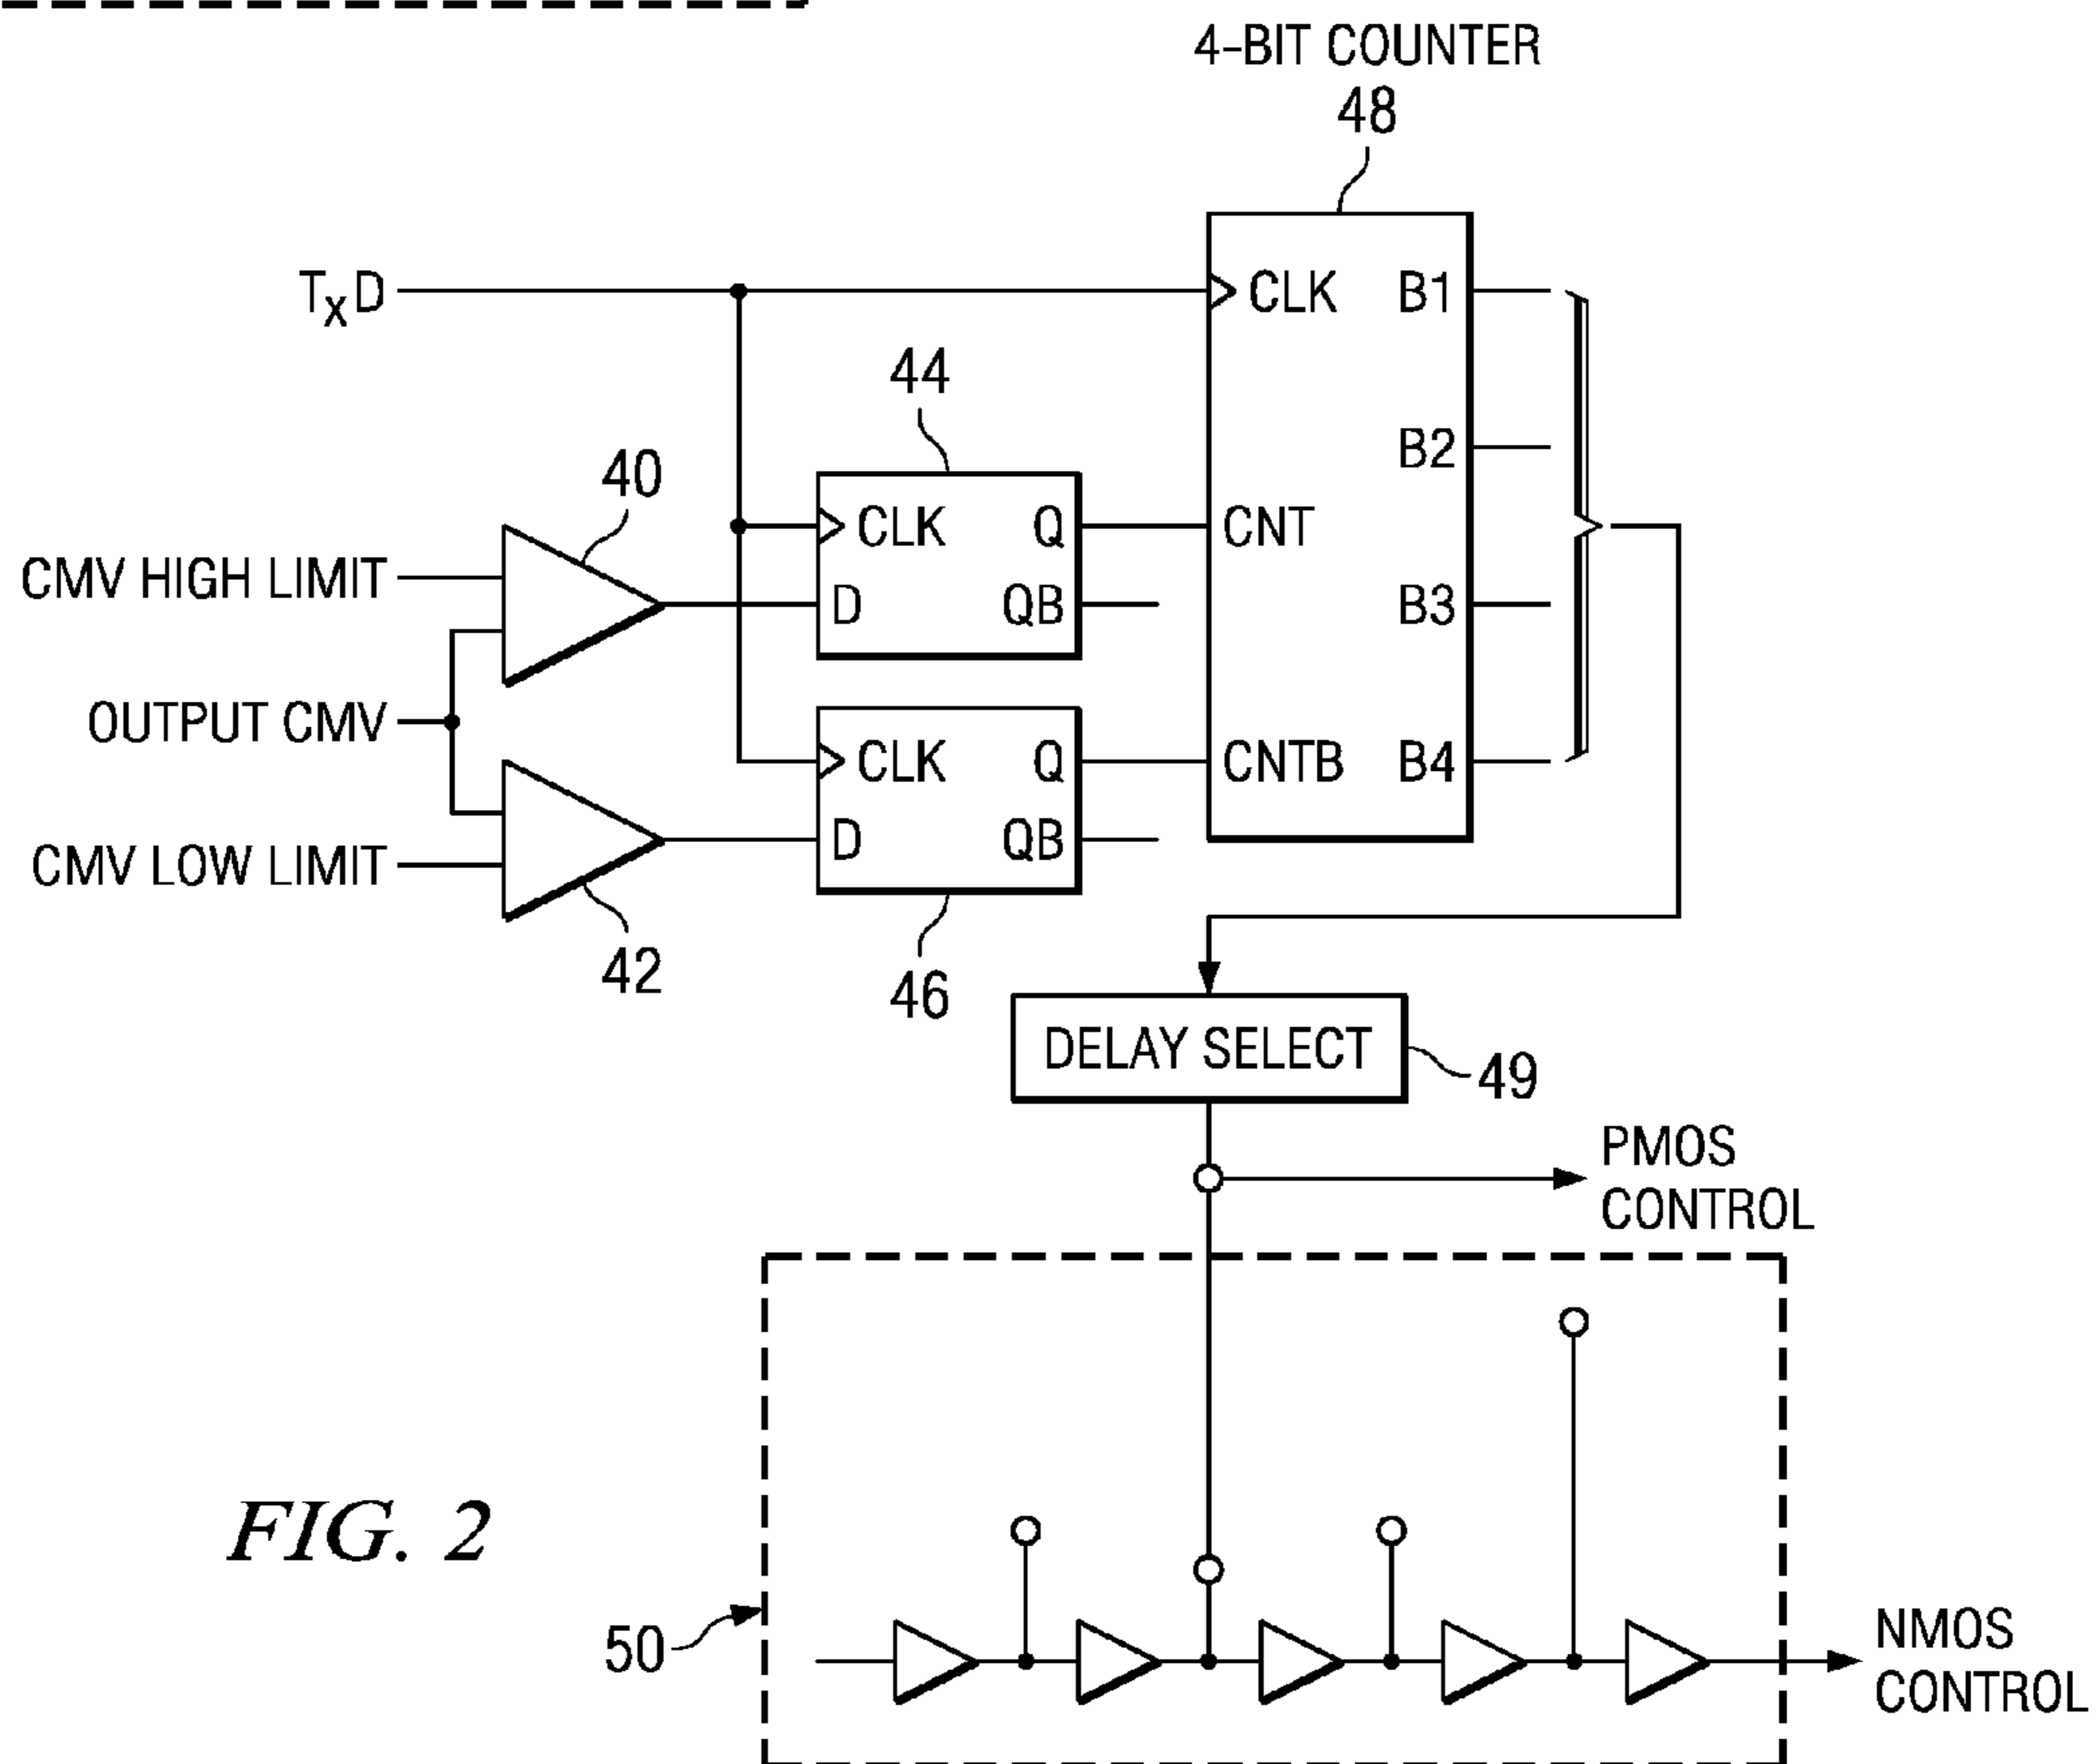 4-BIT COUNTER
48
TxD
CLK B1
44
B2
40
CLK Q
CNT
CMV HIGH LIMIT
D QB
B3
OUTPUT CMV
CLK Q
CNTB B4
CMV LOW LIMIT
D QB
42
46
DELAY SELECT
49
PMOS
CONTROL
FIG. 2
50
NMOS
CONTROL